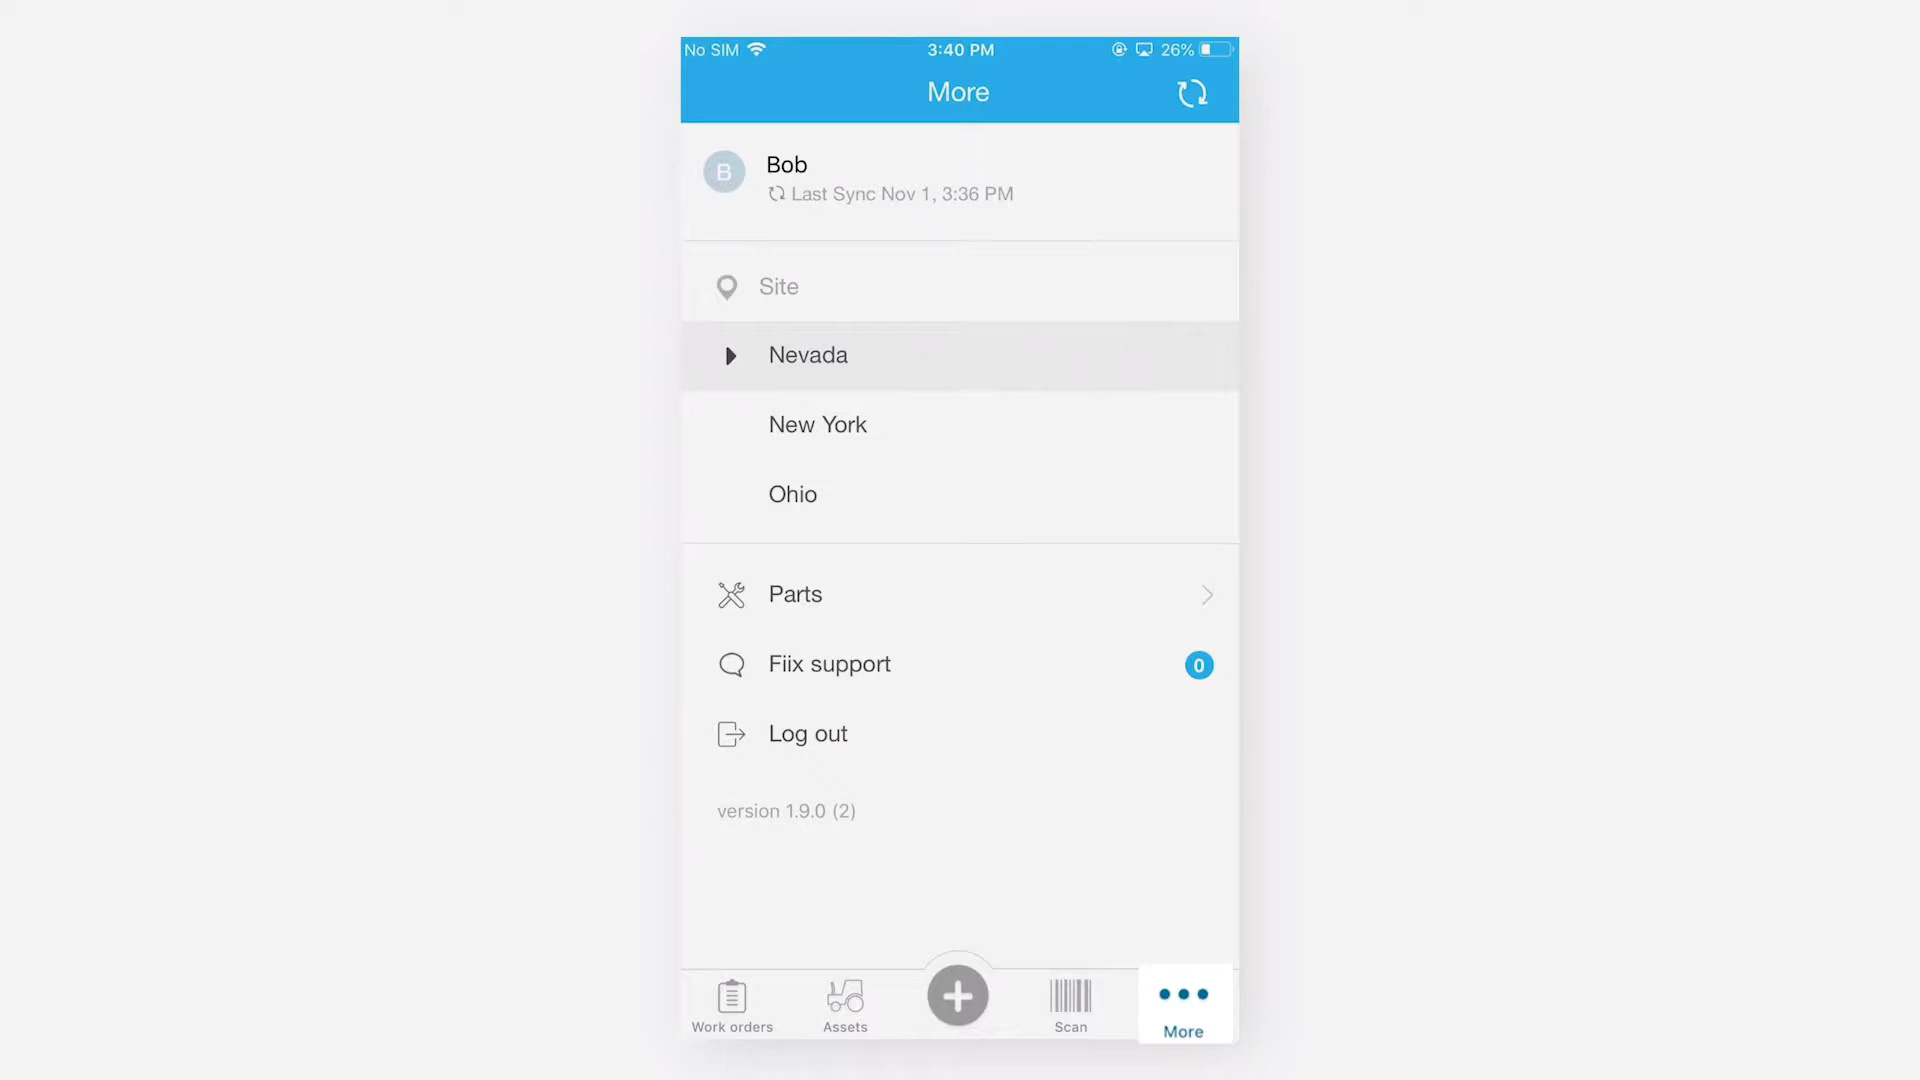 No SIM 3:40 PM 26%
More
B Bob
Last Sync Nov 1, 3:36 PM
Site
Nevada
New York
Ohio
Parts
Fiix support 0
Log out
version 1.9.0 (2)
Work orders Assets Scan More